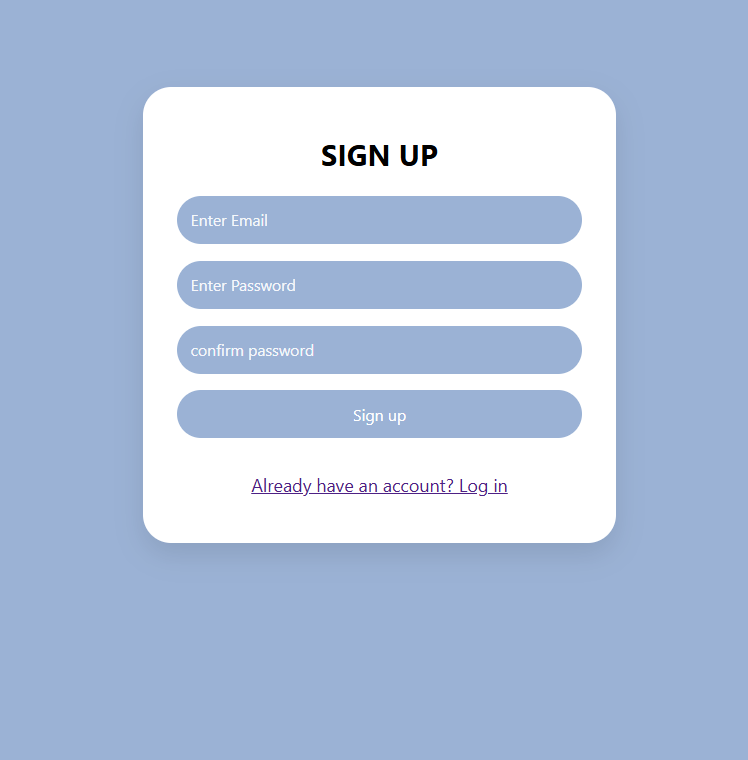 SIGN UP
Enter Email
Enter Password
confirm password
Sign up
Already have an account? Log in